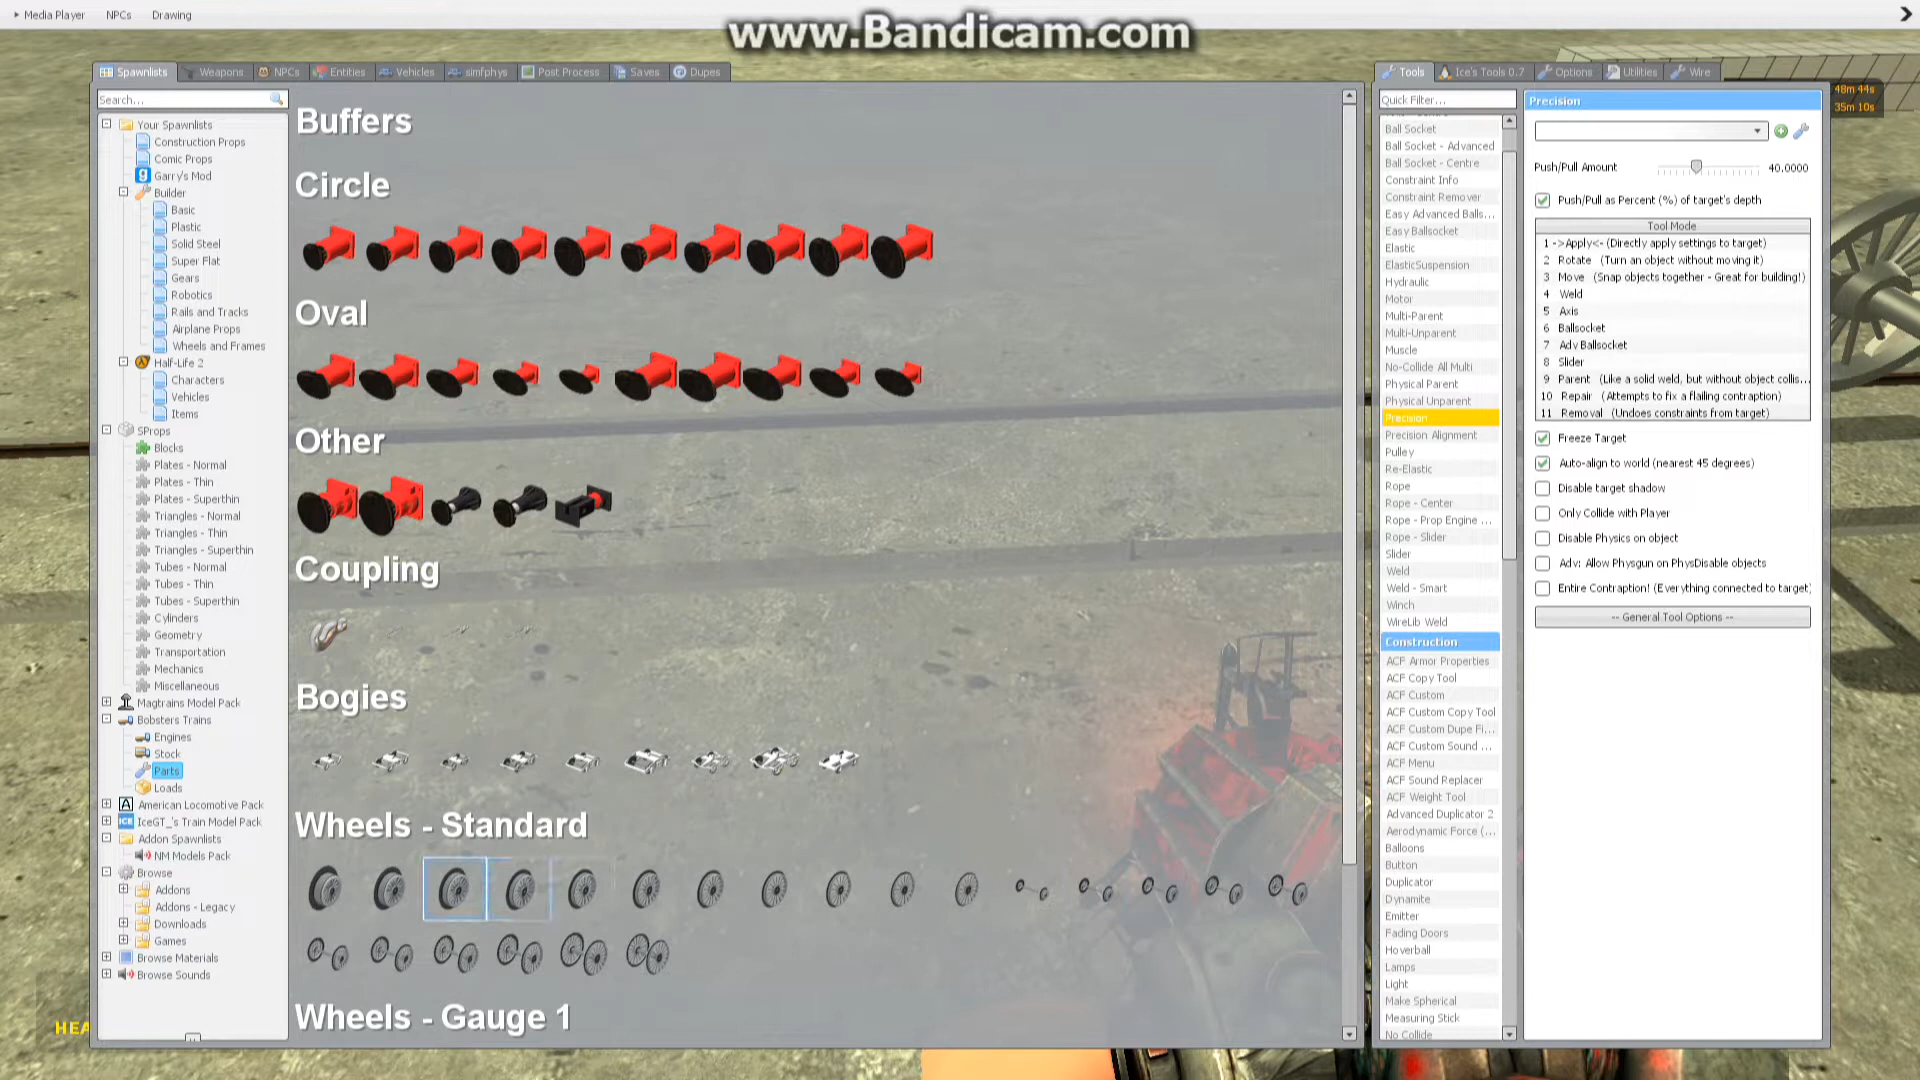 Media Player NPCs Drawing
www.Bandicam.com
Spawnlists Weapons NPCs Entities Vehicles simfphys Post Process Saves Dupes
Search...
Your Spawnlists
Construction Props
Comic Props
Garry's Mod
Builder
Basic
Plastic
Solid Steel
Super Flat
Gears
Robotics
Rails and Tracks
Airplane Props
Wheels and Frames
Half-Life 2
Characters
Vehicles
Items
SProps
Blocks
Plates - Normal
Plates - Thin
Plates - Superthin
Triangles - Normal
Triangles - Thin
Triangles - Superthin
Tubes - Normal
Tubes - Thin
Tubes - Superthin
Cylinders
Geometry
Transportation
Mechanics
Miscellaneous
Magtrains Model Pack
Bobsters Trains
Engines
Stock
Parts
Loads
American Locomotive Pack
IceGT_'s Train Model Pack
Addon Spawnlists
NM Models Pack
Browse
Addons
Addons - Legacy
Downloads
Games
Browse Materials
Browse Sounds
HEA
Buffers
Circle
Oval
Other
Coupling
Bogies
Wheels - Standard
Wheels - Gauge 1
Tools Ice's Tools 0.7 Options Utilities Wire
Quick Filter...
Ball Socket
Ball Socket - Advanced
Ball Socket - Centre
Constraint Info
Constraint Remover
Easy Advanced Balls...
Easy Ballsocket
Elastic
ElasticSuspension
Hydraulic
Motor
Multi-Parent
Multi-Unparent
Muscle
No-Collide All Multi
Physical Parent
Physical Unparent
Precision
Precision Alignment
Pulley
Re-Elastic
Rope
Rope - Center
Rope - Prop Engine ...
Rope - Slider
Slider
Weld
Weld - Smart
Winch
WireLib Weld
Construction
ACF Armor Properties
ACF Copy Tool
ACF Custom
ACF Custom Copy Tool
ACF Custom Dupe Fi...
ACF Custom Sound ...
ACF Menu
ACF Sound Replacer
ACF Weight Tool
Advanced Duplicator 2
Aerodynamic Force (...
Balloons
Button
Duplicator
Dynamite
Emitter
Fading Doors
Hoverball
Lamps
Light
Make Spherical
Measuring Stick
No Collide
Precision
Push/Pull Amount 40.0000
Push/Pull as Percent (%) of target's depth
Tool Mode
1 ->Apply<- (Directly apply settings to target)
2 Rotate (Turn an object without moving it)
3 Move (Snap objects together - Great for building!)
4 Weld
5 Axis
6 Ballsocket
7 Adv Ballsocket
8 Slider
9 Parent (Like a solid weld, but without object collis...
10 Repair (Attempts to fix a flailing contraption)
11 Removal (Undoes constraints from target)
Freeze Target
Auto-align to world (nearest 45 degrees)
Disable target shadow
Only Collide with Player
Disable Physics on object
Adv: Allow Physgun on PhysDisable objects
Entire Contraption! (Everything connected to target)
-- General Tool Options --
48m 44s
35m 10s